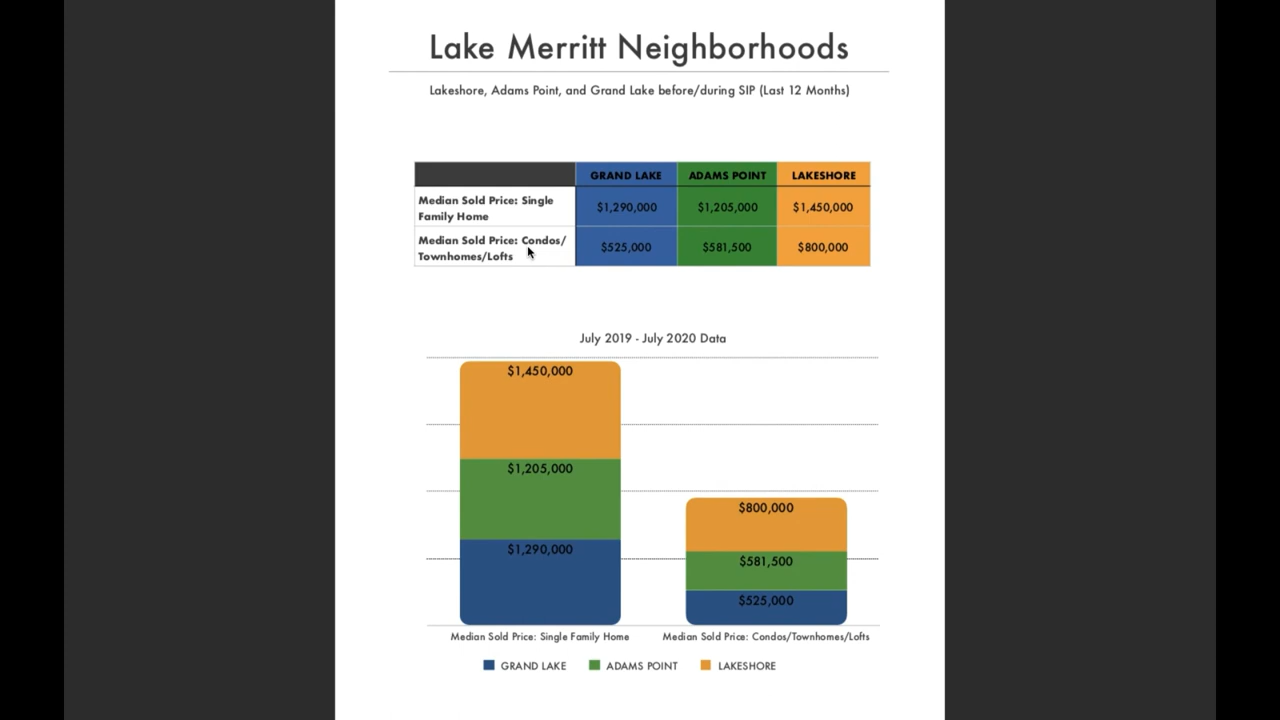 Lake Merritt Neighborhoods
Lakeshore, Adams Point, and Grand Lake before/during SIP (Last 12 Months)
GRAND LAKE ADAMS POINT LAKESHORE
Median Sold Price: Single
Family Home
$1,290,000 $1,205,000 $1,450,000
Median Sold Price: Condos/
Townhomes/Lofts
$525,000 $581,500 $800,000
July 2019 - July 2020 Data
$1,450,000
$1,205,000
$1,290,000
$800,000
$581,500
$525,000
Median Sold Price: Single Family Home
Median Sold Price: Condos/Townhomes/Lofts
GRAND LAKE ADAMS POINT LAKESHORE